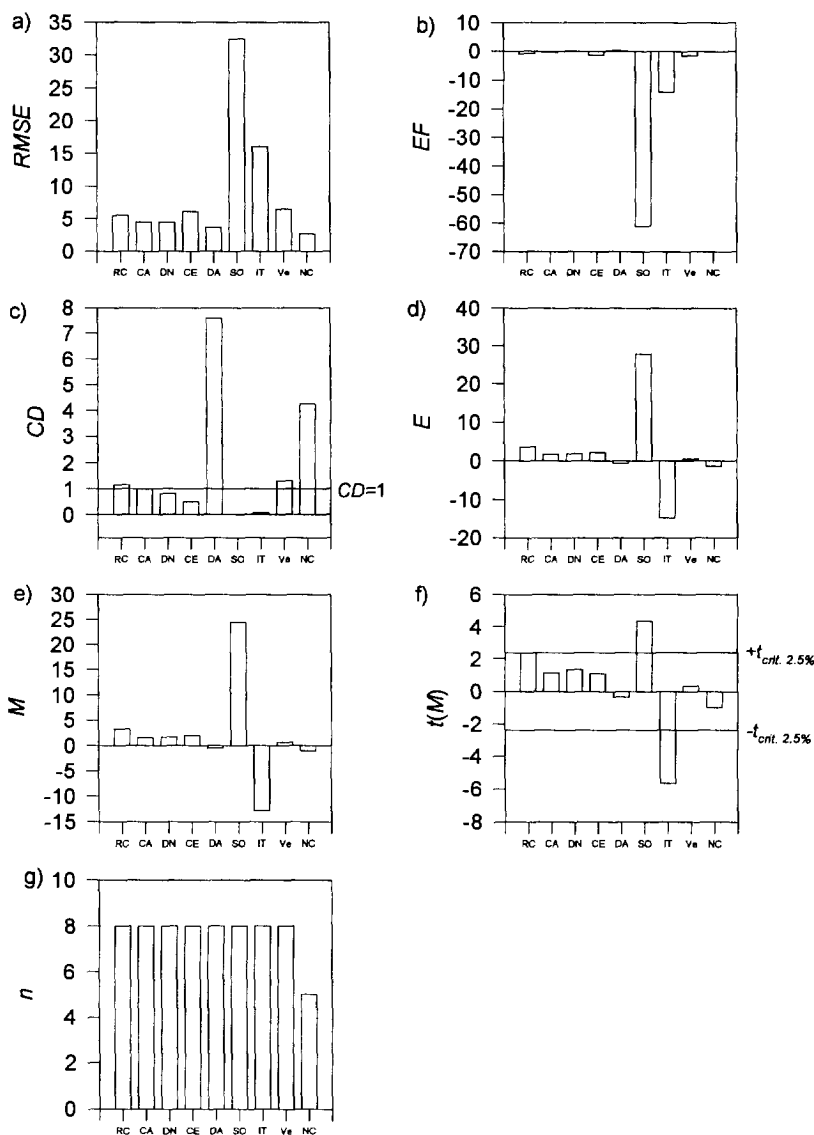 a)
RMSE
35
30
25
20
15
10
5
0
RC CA DN CE DA SO IT Ve NC
b)
EF
10
0
-10
-20
-30
-40
-50
-60
-70
RC CA DN CE DA SO IT Ve NC
c)
CD
8
7
6
5
4
3
2
1
0
CD=1
RC CA DN CE DA SO IT Ve NC
d)
E
40
30
20
10
0
-10
-20
RC CA DN CE DA SO IT Ve NC
e)
M
30
25
20
15
10
5
0
-5
-10
-15
RC CA DN CE DA SO IT Ve NC
f)
t(M)
6
4
2
0
-2
-4
-6
-8
+tcrit. 2.5%
-tcrit. 2.5%
RC CA DN CE DA SO IT Ve NC
g)
n
10
8
6
4
2
0
RC CA DN CE DA SO IT Ve NC